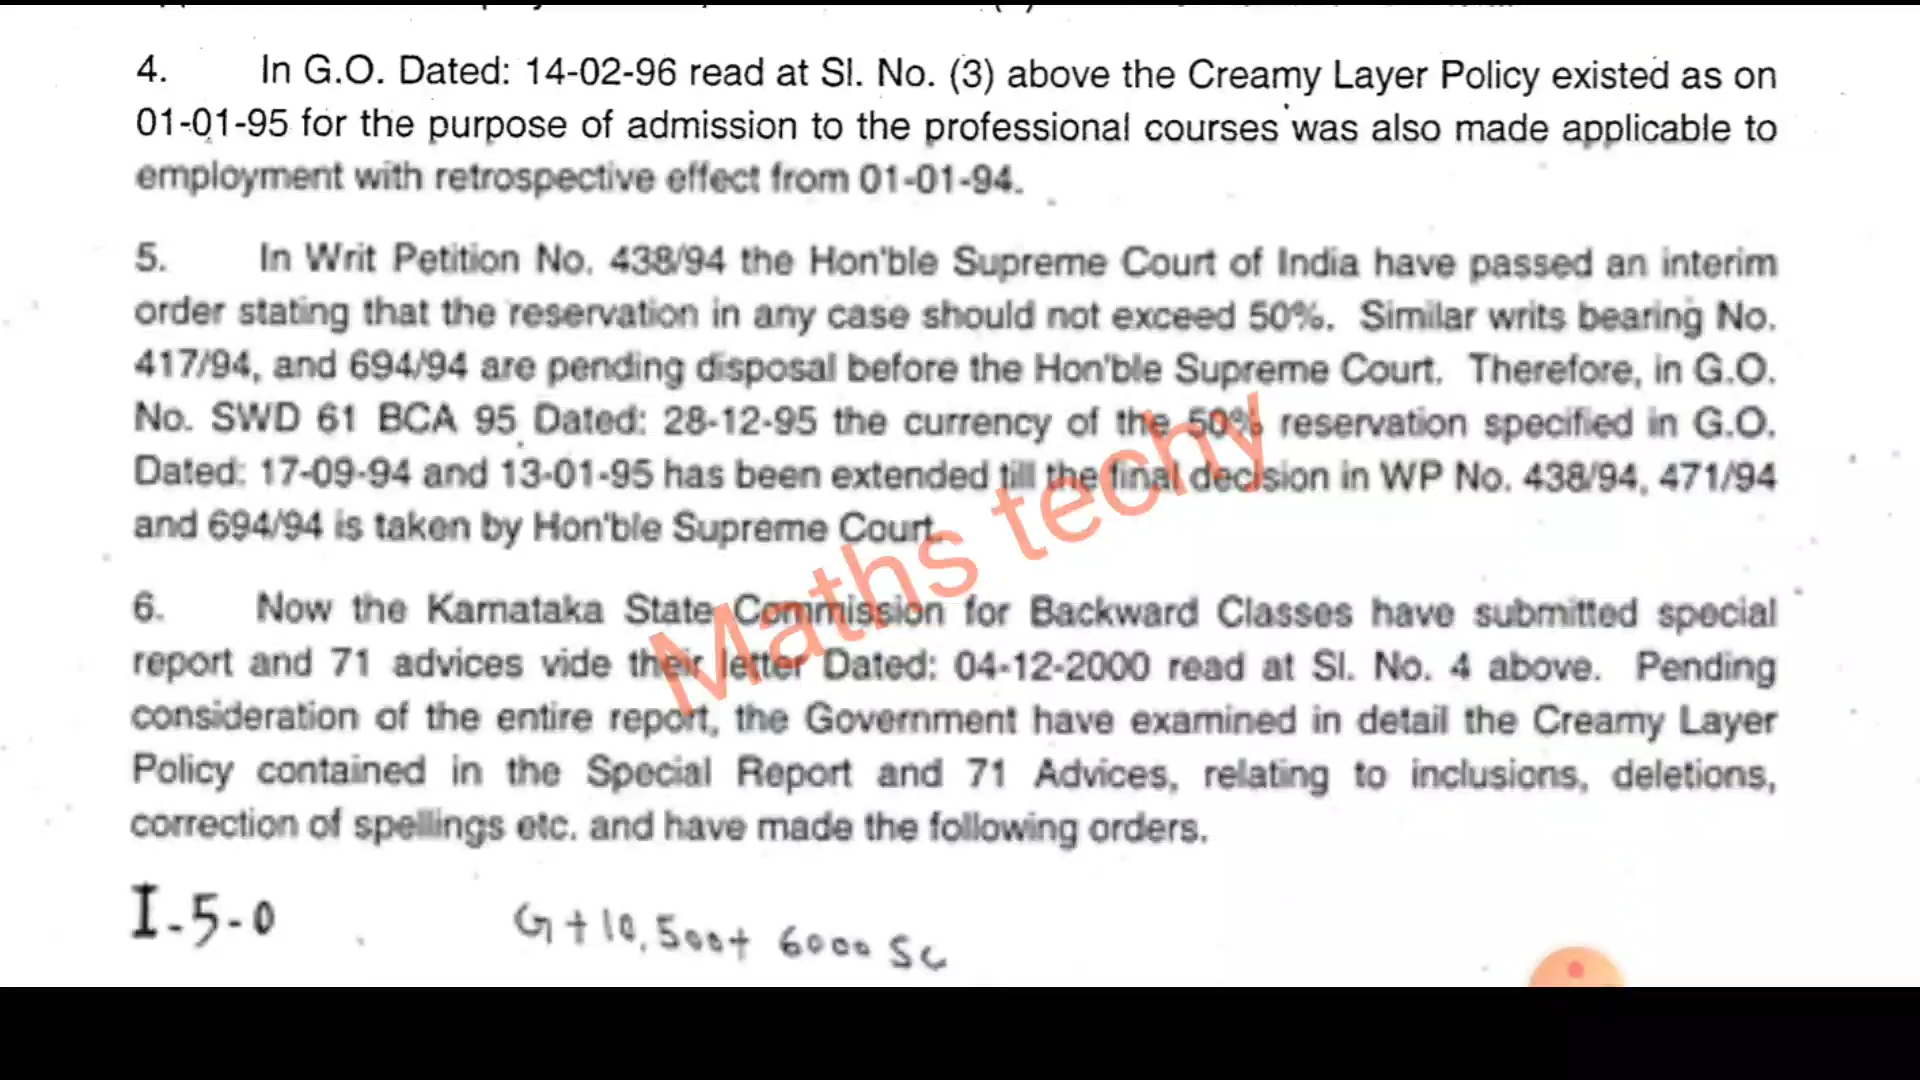 4. In G.O. Dated: 14-02-96 read at Sl. No. (3) above the Creamy Layer Policy existed as on
01-01-95 for the purpose of admission to the professional courses was also made applicable to
employment with retrospective effect from 01-01-94.
5. In Writ Petition No. 438/94 the Hon'ble Supreme Court of India have passed an interim
order stating that the reservation in any case should not exceed 50%. Similar writs bearing No.
417/94, and 694/94 are pending disposal before the Hon'ble Supreme Court. Therefore, in G.O.
No. SWD 61 BCA 95 Dated: 28-12-95 the currency of the 50% reservation specified in G.O.
Dated: 17-09-94 and 13-01-95 has been extended till the final decision in WP No. 438/94, 471/94
and 694/94 is taken by Hon'ble Supreme Court.
Maths techy
6. Now the Karnataka State Commission for Backward Classes have submitted special
report and 71 advices vide their letter Dated: 04-12-2000 read at Sl. No. 4 above. Pending
consideration of the entire report, the Government have examined in detail the Creamy Layer
Policy contained in the Special Report and 71 Advices, relating to inclusions, deletions,
correction of spellings etc. and have made the following orders.
I-5-0 G+10,500+ 6000 SC